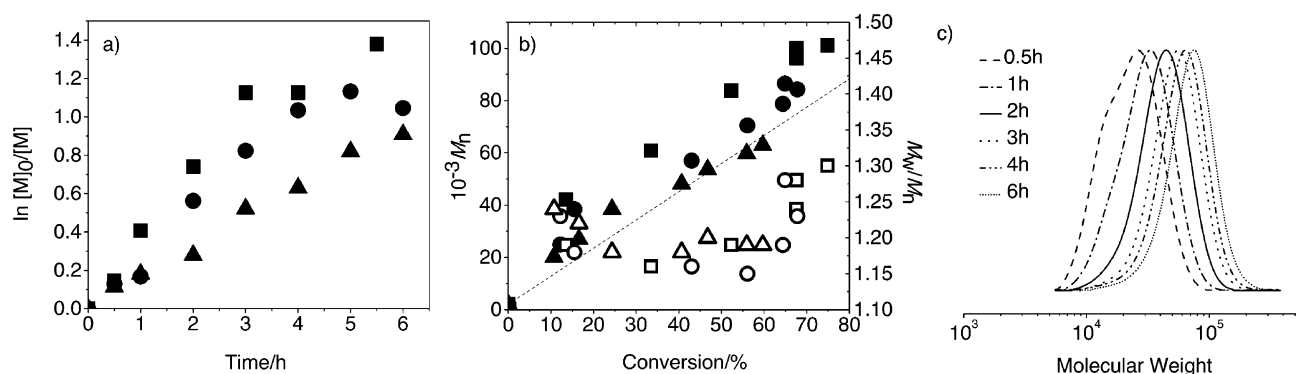 a)
ln [M]₀/[M]
1.4
1.2
1.0
0.8
0.6
0.4
0.2
0.0
0 1 2 3 4 5 6
Time/h
b)
10⁻³/Mn
100
80
60
40
20
0
0 10 20 30 40 50 60 70 80
Conversion/%
1.50
1.45
1.40
1.35
1.30
1.25
1.20
1.15
1.10
Mw/Mn
c)
0.5h
1h
2h
3h
4h
6h
10³ 10⁴ 10⁵
Molecular Weight